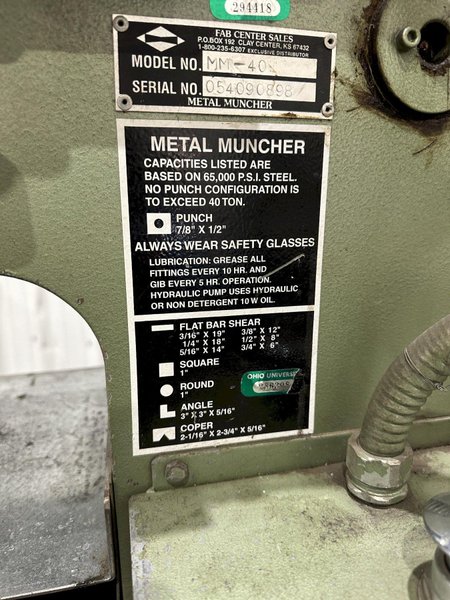 294418
FAB CENTER SALES
P.O.BOX 192 CLAY CENTER, KS 67432
1-800-235-6307 EXCLUSIVE DISTRIBUTOR
MODEL NO. MM-40
SERIAL NO. 054090898
METAL MUNCHER
METAL MUNCHER
CAPACITIES LISTED ARE
BASED ON 65,000 P.S.I. STEEL.
NO PUNCH CONFIGURATION IS
TO EXCEED 40 TON.
PUNCH
7/8" X 1/2"
ALWAYS WEAR SAFETY GLASSES
LUBRICATION: GREASE ALL
FITTINGS EVERY 10 HR. AND
GIB EVERY 5 HR. OPERATION.
HYDRAULIC PUMP USES HYDRAULIC
OR NON DETERGENT 10 W OIL.
FLAT BAR SHEAR
3/16" X 19" 3/8" X 12"
1/4" X 18" 1/2" X 8"
5/16" X 14" 3/4" X 6"
SQUARE
1"
OHIO UNIVERS
ROUND
1"
ANGLE
3" X 3" X 5/16"
COPER
2-1/16" X 2-3/4" X 5/16"